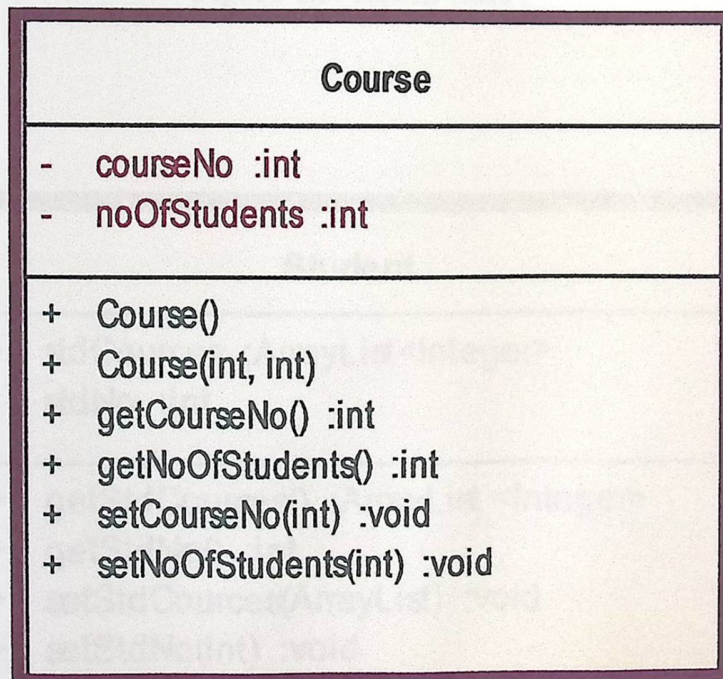 Course
- courseNo :int
- noOfStudents :int
+ Course()
+ Course(int, int)
+ getCourseNo() :int
+ getNoOfStudents() :int
+ setCourseNo(int) :void
+ setNoOfStudents(int) :void